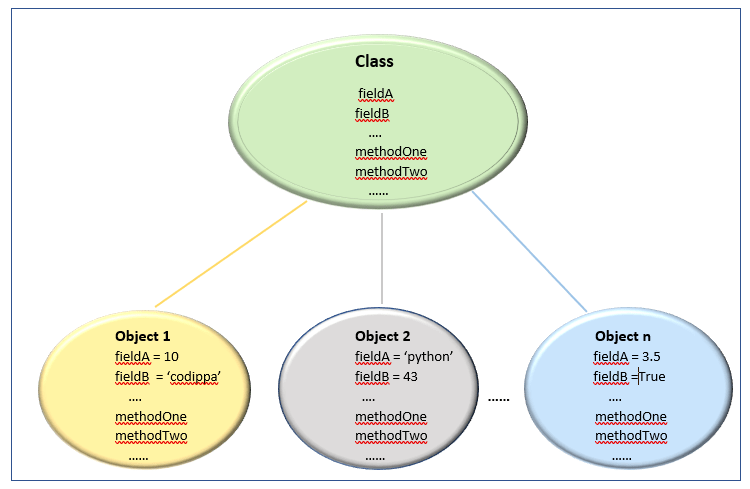 Class
fieldA
fieldB
....
methodOne
methodTwo
......
Object 1
fieldA = 10
fieldB = ‘codippa’
....
methodOne
methodTwo
......
Object 2
fieldA = ‘python’
fieldB = 43
....
methodOne
methodTwo
......
......
Object n
fieldA = 3.5
fieldB =True
....
methodOne
methodTwo
......